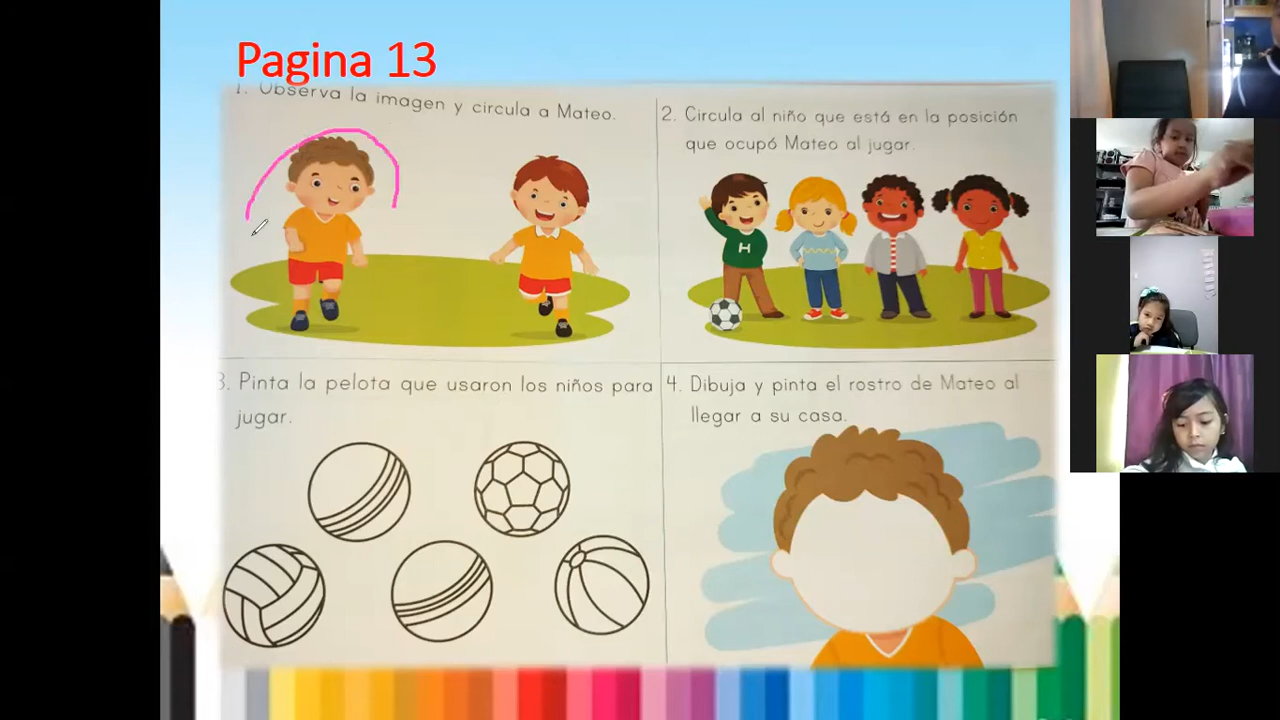 Pagina 13
1. Observa la imagen y circula a Mateo.
2. Circula al niño que está en la posición
que ocupó Mateo al jugar.
H
3. Pinta la pelota que usaron los niños para
jugar.
4. Dibuja y pinta el rostro de Mateo al
llegar a su casa.